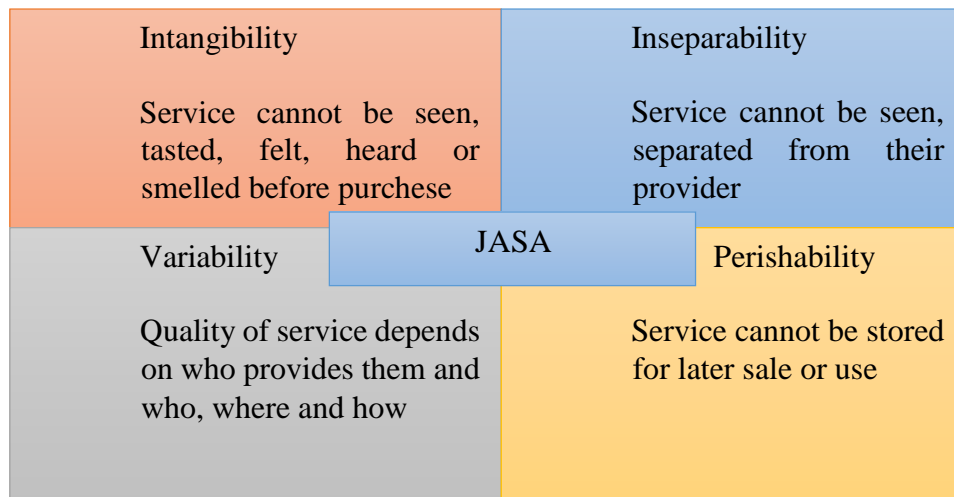 Intangibility
Service cannot be seen,
tasted, felt, heard or
smelled before purchese
Inseparability
Service cannot be seen,
separated from their
provider
JASA
Variability
Quality of service depends
on who provides them and
who, where and how
Perishability
Service cannot be stored
for later sale or use